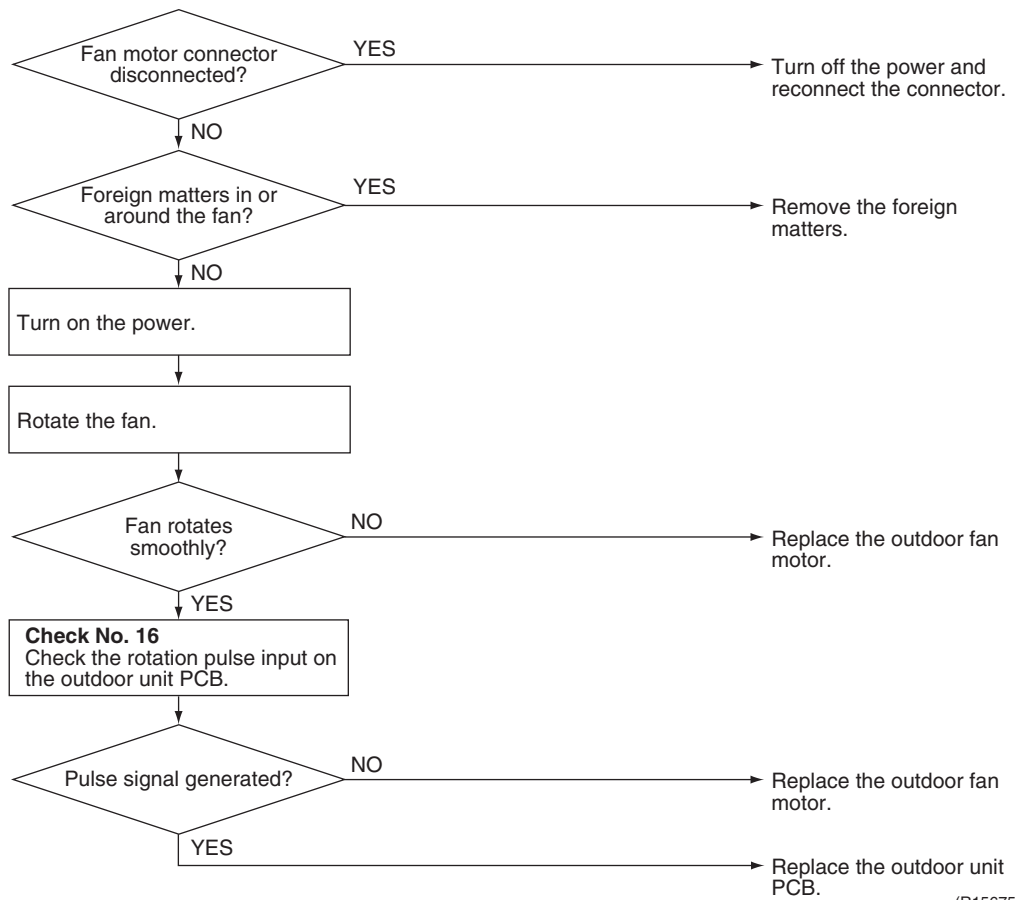 Fan motor connector
disconnected?
YES
Turn off the power and
reconnect the connector.
NO
Foreign matters in or
around the fan?
YES
Remove the foreign
matters.
NO
Turn on the power.
Rotate the fan.
Fan rotates
smoothly?
NO
Replace the outdoor fan
motor.
YES
Check No. 16
Check the rotation pulse input on
the outdoor unit PCB.
Pulse signal generated?
NO
Replace the outdoor fan
motor.
YES
Replace the outdoor unit
PCB.